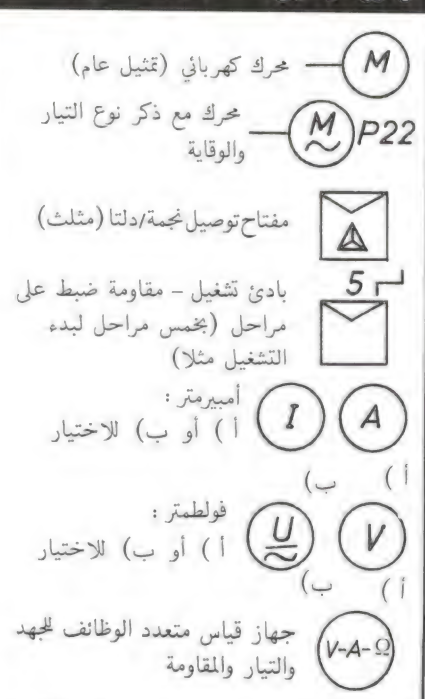 محرك كهربائي (تمثيل عام) M
محرك مع ذكر نوع التيار M P22
والوقاية ~
مفتاح توصيل نجمة/دلتا (مثلث)
بادئ تشغيل – مقاومة ضبط على 5
مراحل (بخمس مراحل لبدء
التشغيل مثلا)
أمبيرمتر :
أ ) أو ب) للاختيار I A
أ ) ب)
فولطمتر :
أ ) أو ب) للاختيار U V
~
أ ) ب)
جهاز قياس متعدد الوظائف للجهد V-A-Ω
والتيار والمقاومة